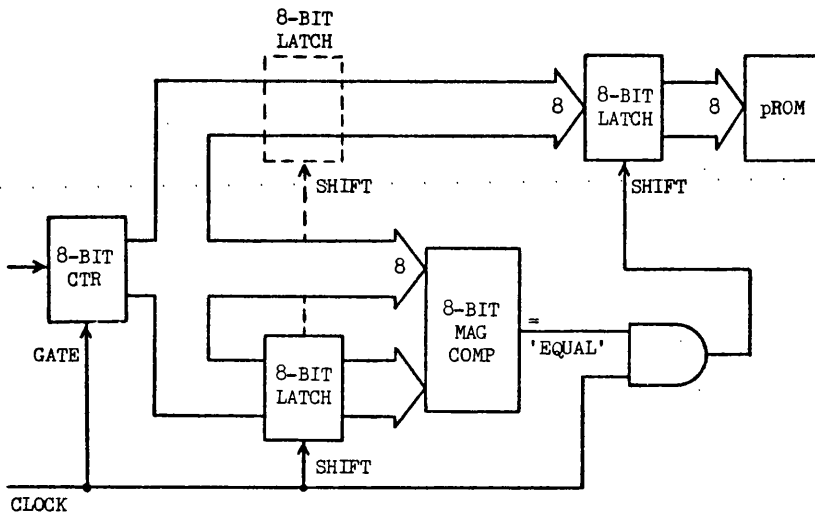 8-BIT
LATCH
8
8-BIT
LATCH
8
pROM
SHIFT
SHIFT
8-BIT
CTR
8
8-BIT
MAG
COMP
=
'EQUAL'
GATE
8-BIT
LATCH
SHIFT
CLOCK